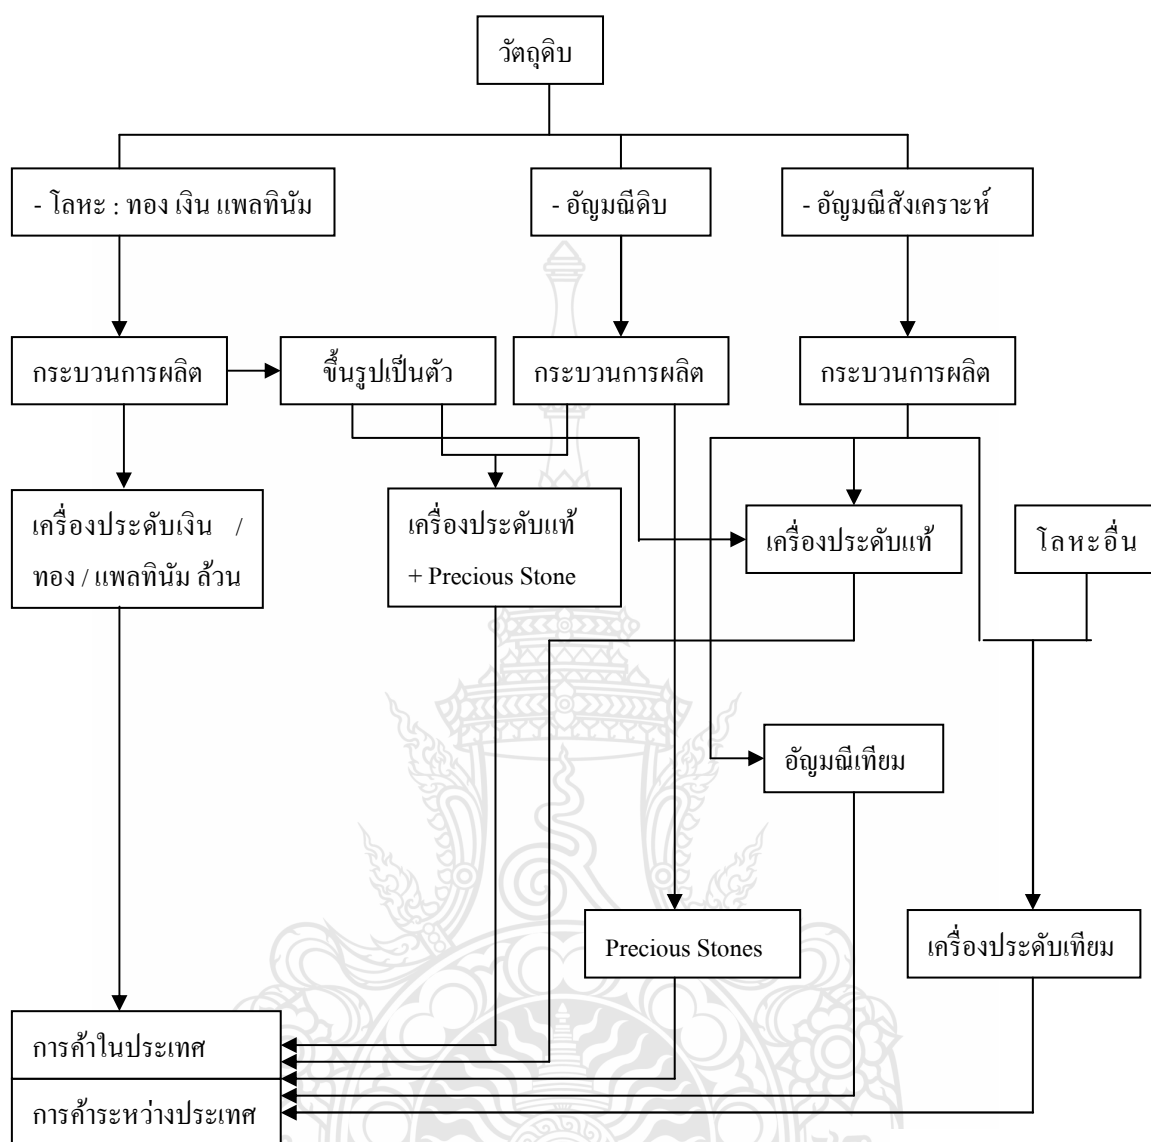 วัตถุดิบ
- โลหะ : ทอง เงิน แพลทินัม
- อัญมณีดิบ
- อัญมณีสังเคราะห์
กระบวนการผลิต
ขึ้นรูปเป็นตัว
กระบวนการผลิต
กระบวนการผลิต
เครื่องประดับเงิน /
ทอง / แพลทินัม ล้วน
เครื่องประดับแท้
+ Precious Stone
เครื่องประดับแท้
โลหะอื่น
อัญมณีเทียม
Precious Stones
เครื่องประดับเทียม
การค้าในประเทศ
การค้าระหว่างประเทศ